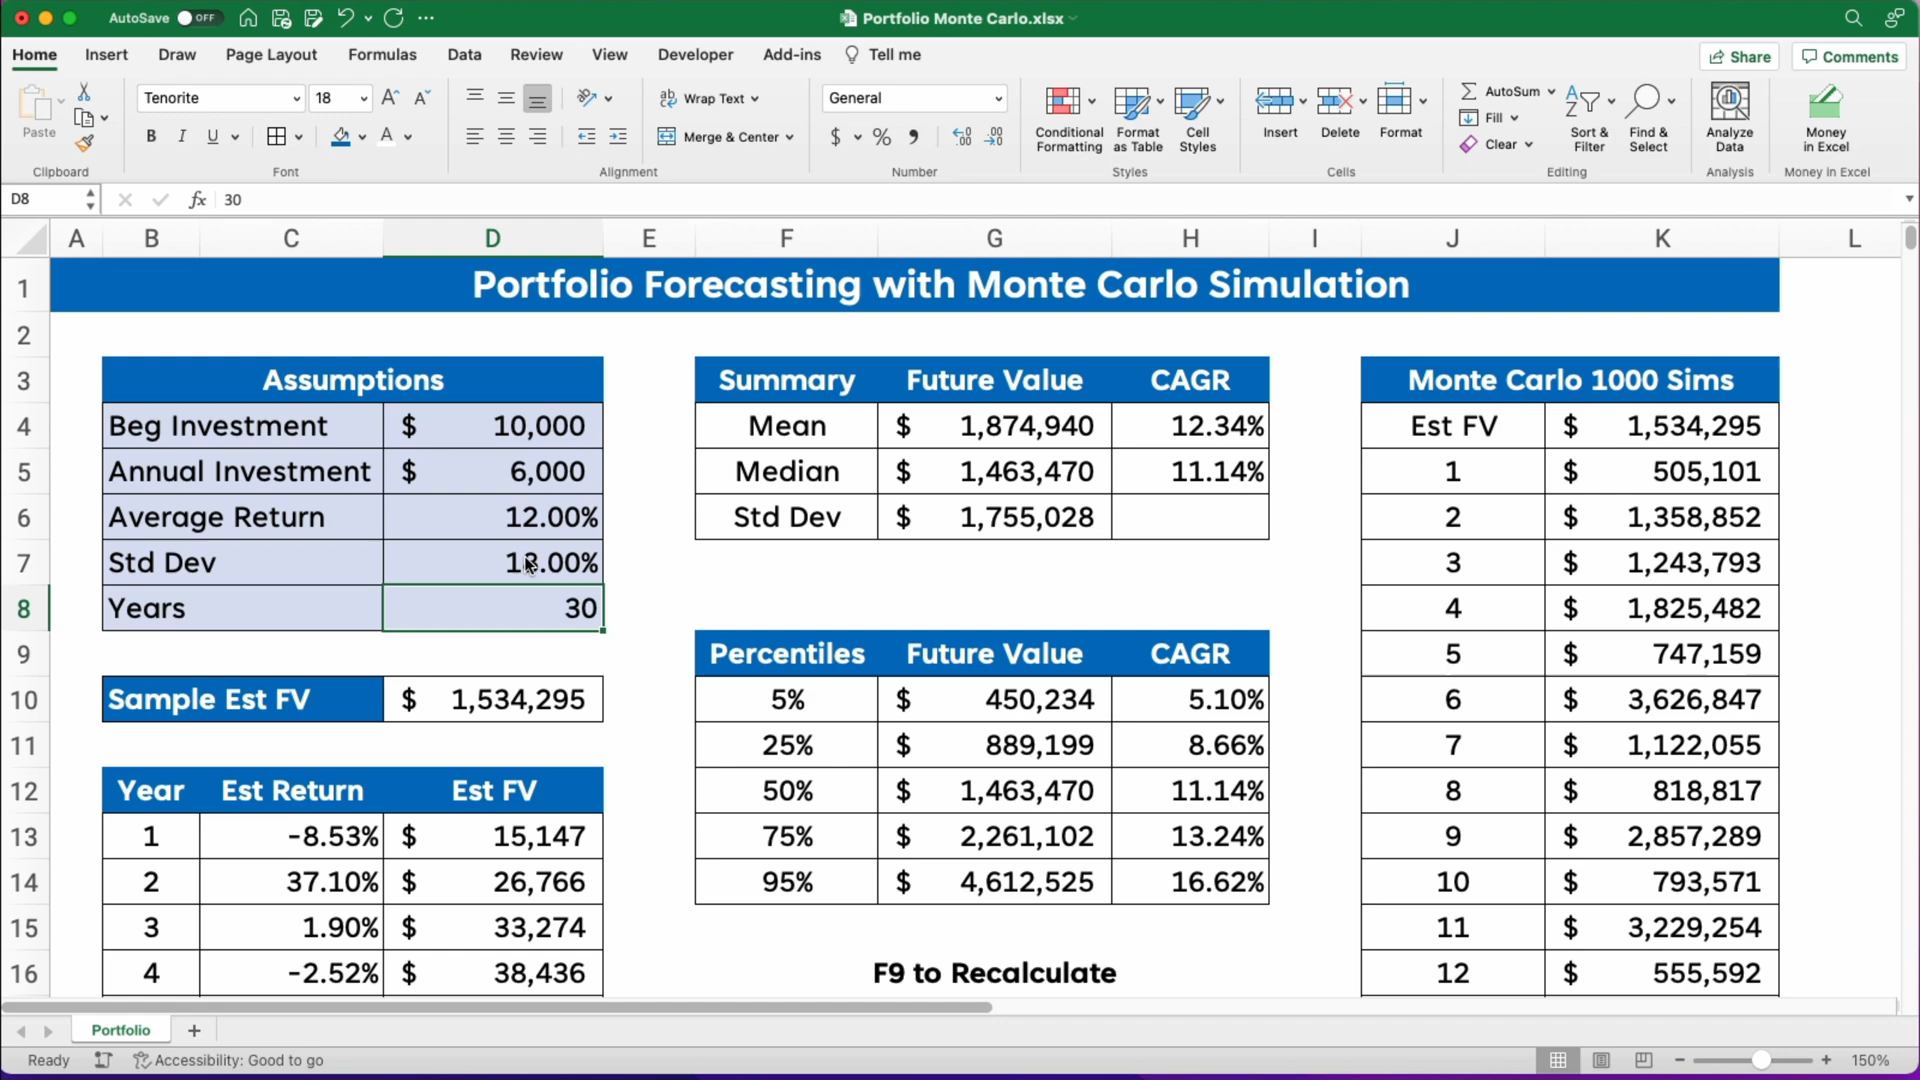 AutoSave OFF Portfolio Monte Carlo.xlsx
Home Insert Draw Page Layout Formulas Data Review View Developer Add-ins Tell me Share Comments
Paste Tenorite 18 Wrap Text General AutoSum
Merge & Center Conditional Formatting Format as Table Cell Styles Insert Delete Format Fill Clear Sort & Filter Find & Select Analyze Data Money in Excel
Clipboard Font Alignment Number Styles Cells Editing Analysis Money in Excel
D8 fx 30
A B C D E F G H I J K L
1 Portfolio Forecasting with Monte Carlo Simulation
2
3 Assumptions Summary Future Value CAGR Monte Carlo 1000 Sims
4 Beg Investment $ 10,000 Mean $ 1,874,940 12.34% Est FV $ 1,534,295
5 Annual Investment $ 6,000 Median $ 1,463,470 11.14% 1 $ 505,101
6 Average Return 12.00% Std Dev $ 1,755,028 2 $ 1,358,852
7 Std Dev 3 $ 1,243,793
8 Years 30 4 $ 1,825,482
9 Percentiles Future Value CAGR 5 $ 747,159
10 Sample Est FV $ 1,534,295 5% $ 450,234 5.10% 6 $ 3,626,847
11 25% $ 889,199 8.66% 7 $ 1,122,055
12 Year Est Return Est FV 50% $ 1,463,470 11.14% 8 $ 818,817
13 1 -8.53% $ 15,147 75% $ 2,261,102 13.24% 9 $ 2,857,289
14 2 37.10% $ 26,766 95% $ 4,612,525 16.62% 10 $ 793,571
15 3 1.90% $ 33,274 11 $ 3,229,254
16 4 -2.52% $ 38,436 F9 to Recalculate 12 $ 555,592
Portfolio
Ready Accessibility: Good to go 150%